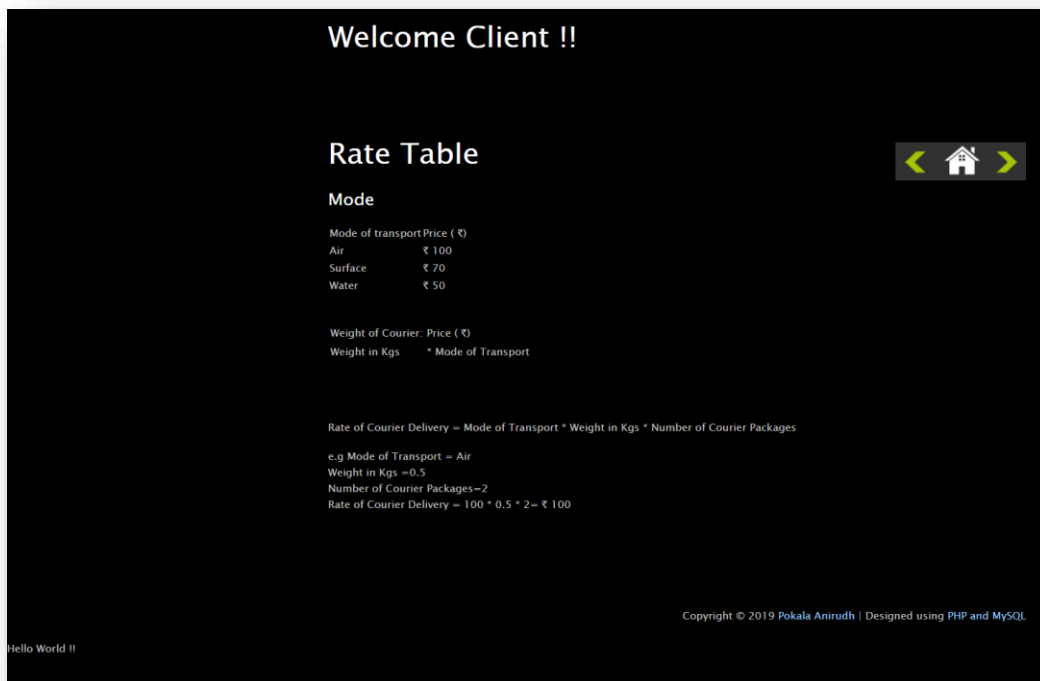 Welcome Client !!
Rate Table
Mode
Mode of transport Price ( ₹)
Air ₹ 100
Surface ₹ 70
Water ₹ 50
Weight of Courier: Price ( ₹)
Weight in Kgs * Mode of Transport
Rate of Courier Delivery = Mode of Transport * Weight in Kgs * Number of Courier Packages
e.g Mode of Transport = Air
Weight in Kgs =0.5
Number of Courier Packages=2
Rate of Courier Delivery = 100 * 0.5 * 2= ₹ 100
Copyright © 2019 Pokala Anirudh | Designed using PHP and MySQL
Hello World !!